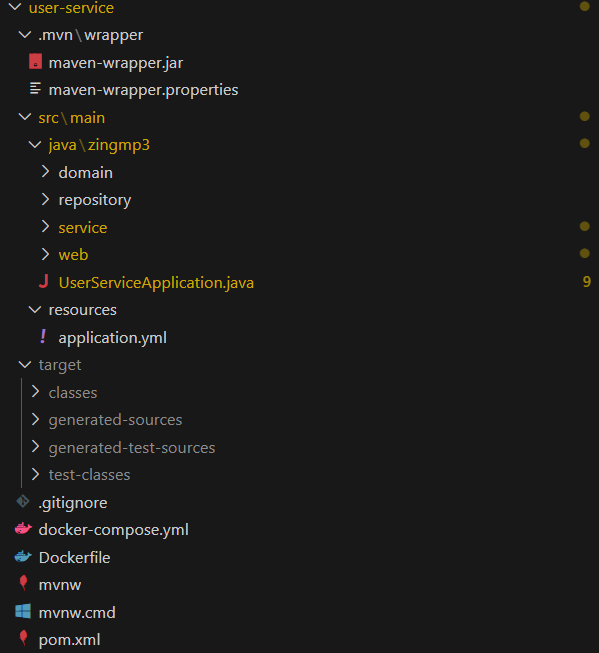 user-service
.mvn\wrapper
maven-wrapper.jar
maven-wrapper.properties
src\main
java\zingmp3
domain
repository
service
web
UserServiceApplication.java 9
resources
application.yml
target
classes
generated-sources
generated-test-sources
test-classes
.gitignore
docker-compose.yml
Dockerfile
mvnw
mvnw.cmd
pom.xml